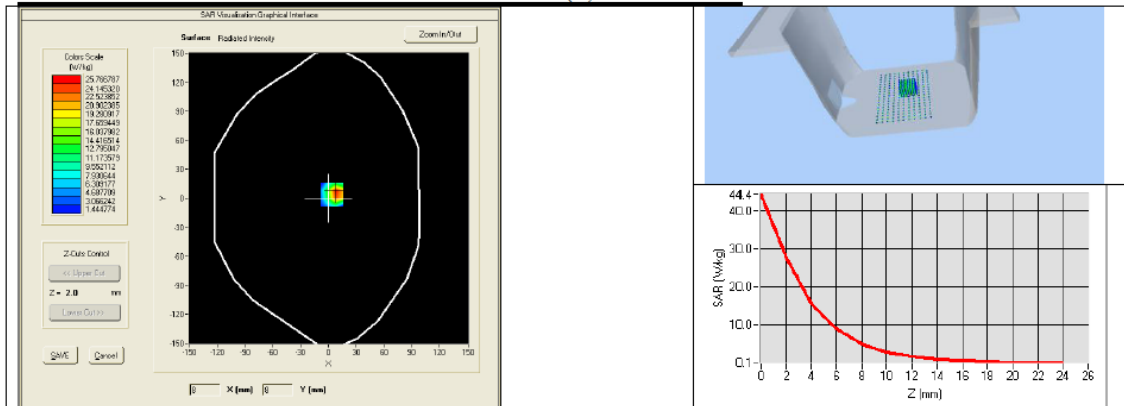 SAR Visualisation Graphical Interface
Surface Radiated Intensity
Zoom In/Out
Colors Scale
(W/kg)
25.766787
24.145320
22.523852
20.902385
19.280917
17.659449
16.037982
14.416514
12.795047
11.173579
9.552112
7.930644
6.309177
4.687709
3.066242
1.444774
150
120
90
60
30
0
-30
-60
-90
-120
-150
Y
-150 -120 -90 -60 -30 0 30 60 90 120 150
X
Z-Cuts Control
<< Upper Cut
Z = 2.0 mm
Lower Cut >>
SAVE Cancel
8 X (mm) 8 Y (mm)
44.4
40.0
30.0
20.0
10.0
0.1
SAR (W/kg)
0 2 4 6 8 10 12 14 16 18 20 22 24 26
Z (mm)